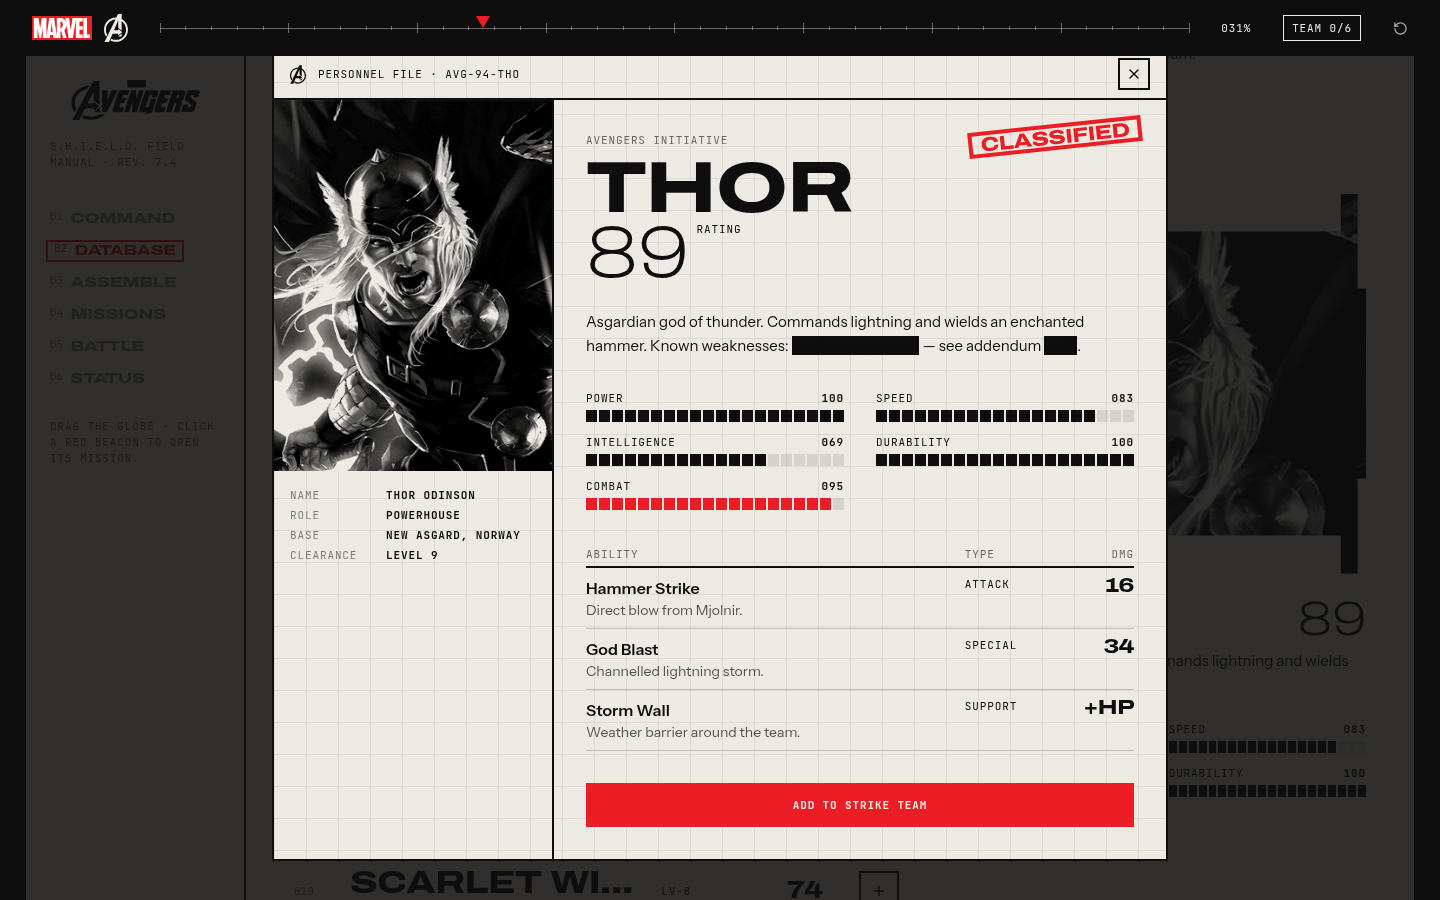 MARVEL
031%
TEAM 0/6
AVENGERS
S.H.I.E.L.D. FIELD
MANUAL · REV. 7.4
01 COMMAND
02 DATABASE
03 ASSEMBLE
04 MISSIONS
05 BATTLE
06 STATUS
DRAG THE GLOBE · CLICK
A RED BEACON TO OPEN
ITS MISSION.
PERSONNEL FILE · AVG-94-THO
CLASSIFIED
AVENGERS INITIATIVE
THOR
89 RATING
Asgardian god of thunder. Commands lightning and wields an enchanted
hammer. Known weaknesses: — see addendum .
POWER 100
SPEED 083
INTELLIGENCE 069
DURABILITY 100
COMBAT 095
NAME THOR ODINSON
ROLE POWERHOUSE
BASE NEW ASGARD, NORWAY
CLEARANCE LEVEL 9
ABILITY TYPE DMG
Hammer Strike ATTACK 16
Direct blow from Mjolnir.
God Blast SPECIAL 34
Channelled lightning storm.
Storm Wall SUPPORT +HP
Weather barrier around the team.
ADD TO STRIKE TEAM
89
lightning and wields
SPEED 083
DURABILITY 100
010 SCARLET WI... LV-8 74 +